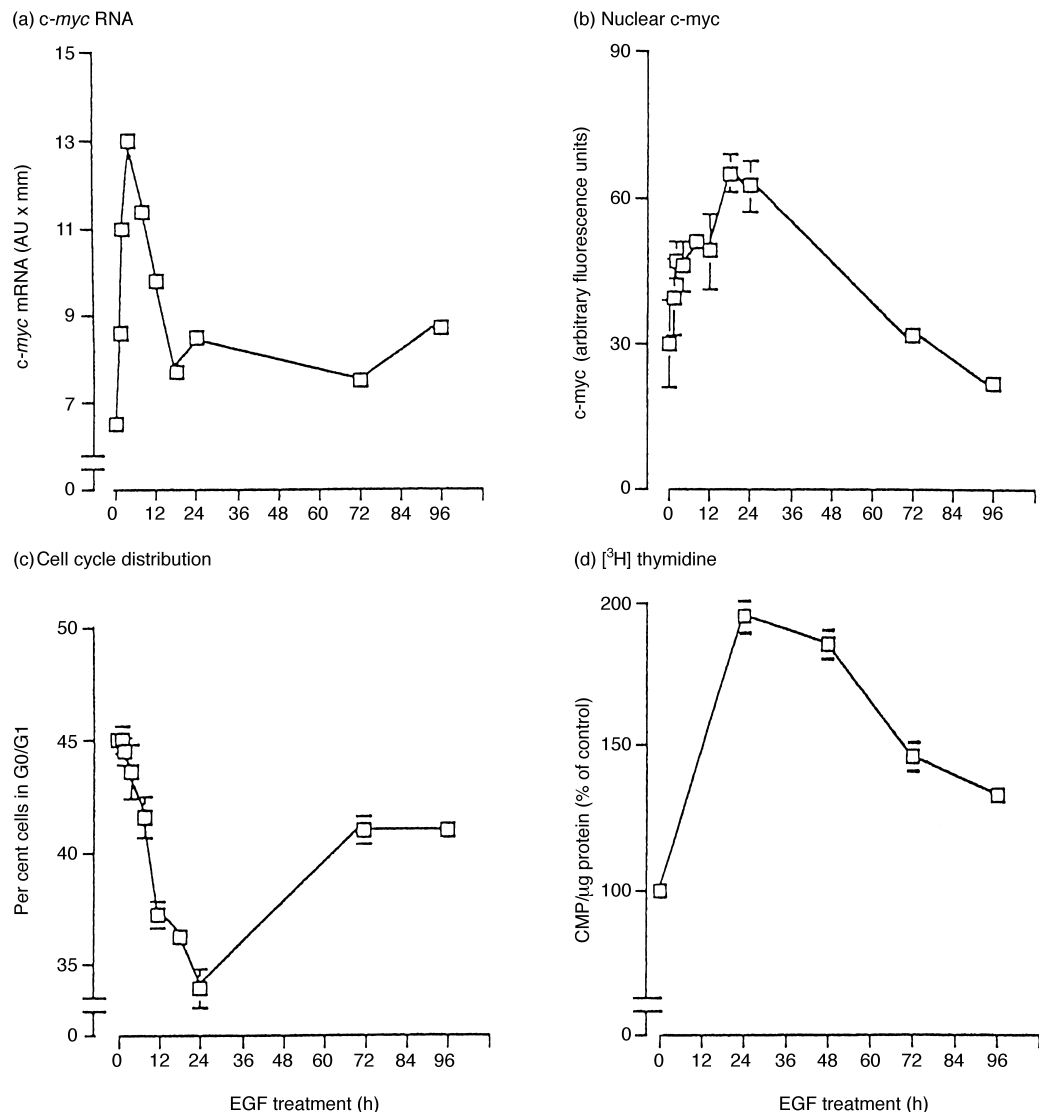 (a) c-myc RNA
15
13
11
9
7
0
c-myc mRNA (AU x mm)
0 12 24 36 48 60 72 84 96
(b) Nuclear c-myc
90
60
30
0
c-myc (arbitrary fluorescence units)
0 12 24 36 48 60 72 84 96
(c) Cell cycle distribution
50
45
40
35
0
Per cent cells in G0/G1
0 12 24 36 48 60 72 84 96
EGF treatment (h)
(d) [³H] thymidine
200
150
100
0
CMP/μg protein (% of control)
0 12 24 36 48 60 72 84 96
EGF treatment (h)